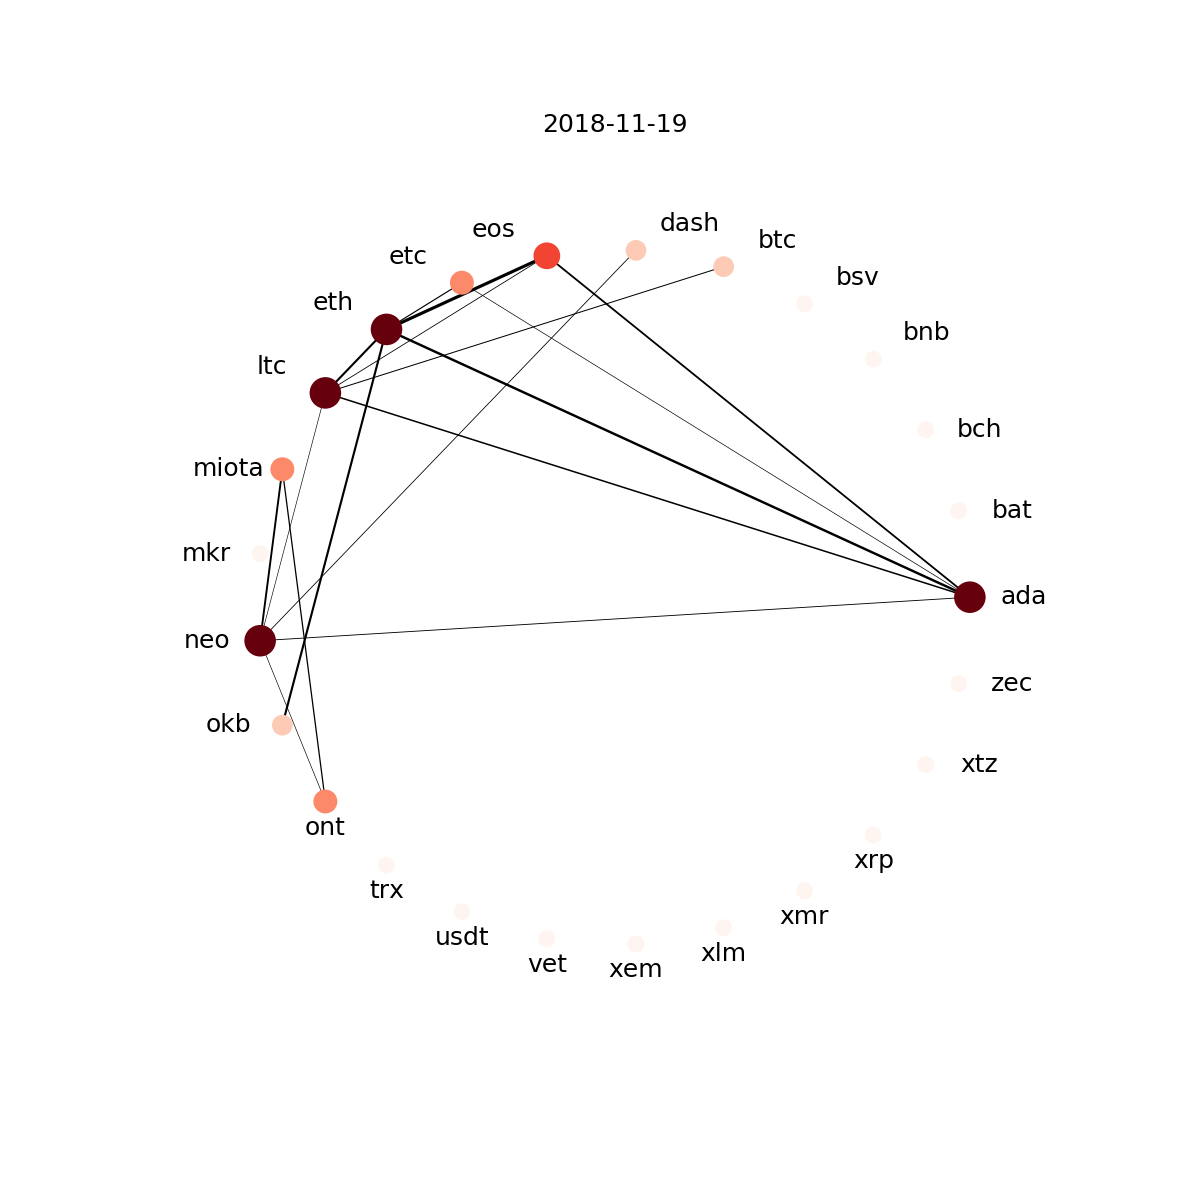 2018-11-19
dash
eos
btc
etc
bsv
eth
bnb
ltc
bch
miota
bat
mkr
ada
neo
zec
okb
xtz
ont
xrp
trx
xmr
usdt
xlm
vet
xem